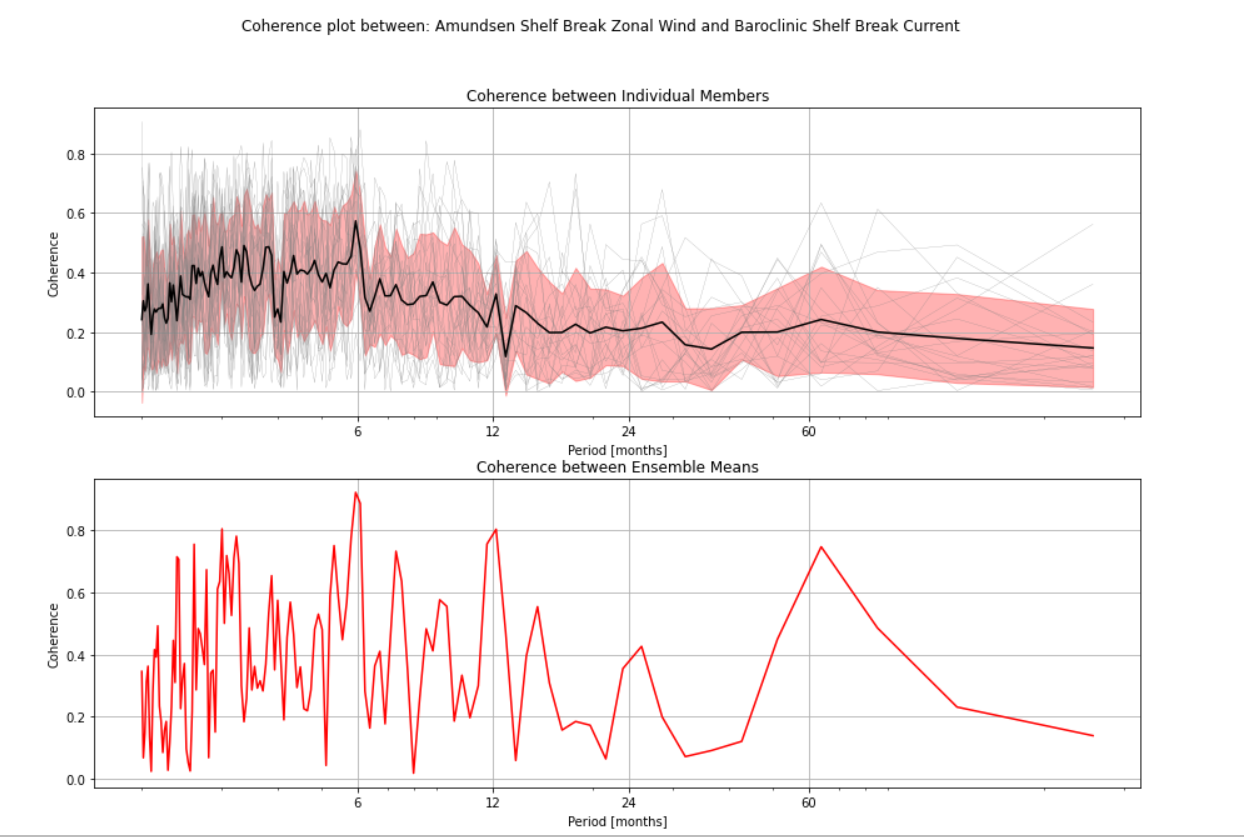 Coherence plot between: Amundsen Shelf Break Zonal Wind and Baroclinic Shelf Break Current
Coherence between Individual Members
0.8
0.6
0.4
0.2
0.0
Coherence
6 12 24 60
Period [months]
Coherence between Ensemble Means
0.8
0.6
0.4
0.2
0.0
Coherence
6 12 24 60
Period [months]